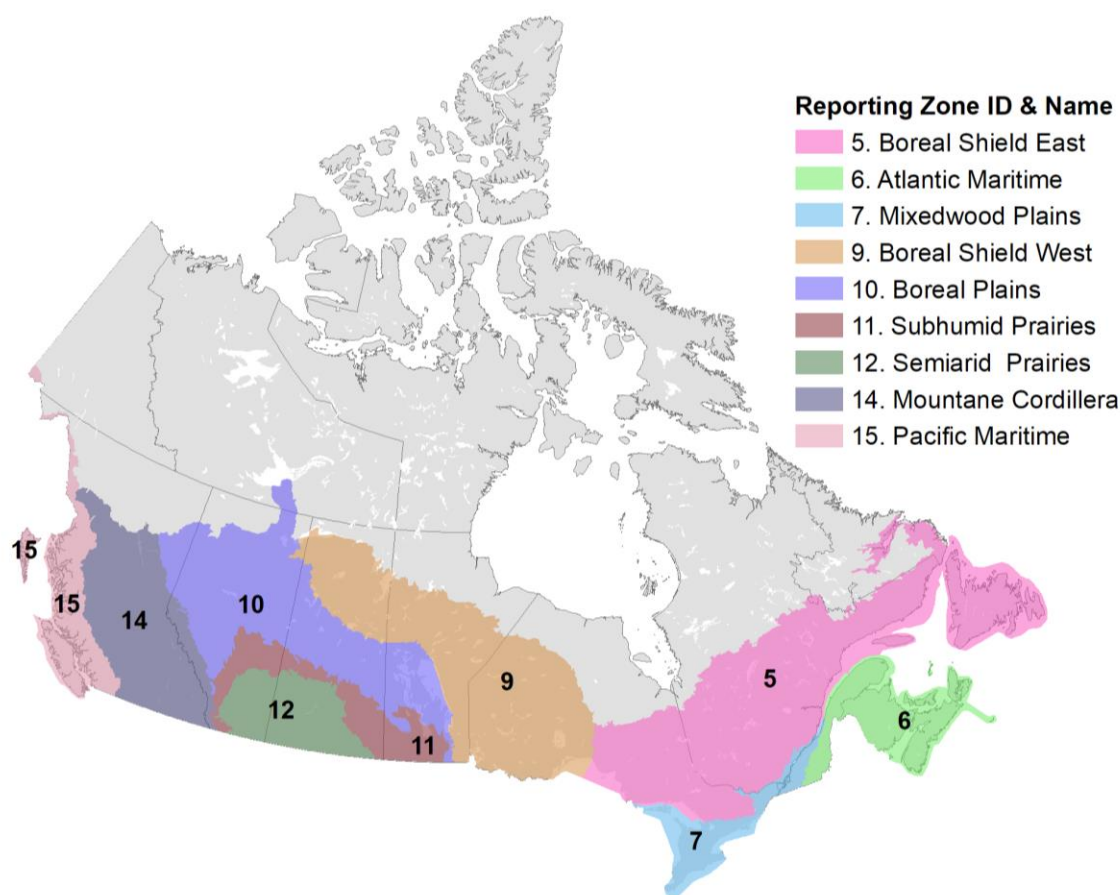 Reporting Zone ID & Name
5. Boreal Shield East
6. Atlantic Maritime
7. Mixedwood Plains
9. Boreal Shield West
10. Boreal Plains
11. Subhumid Prairies
12. Semiarid  Prairies
14. Mountane Cordillera
15. Pacific Maritime
15
15
14
10
12
11
9
5
6
7